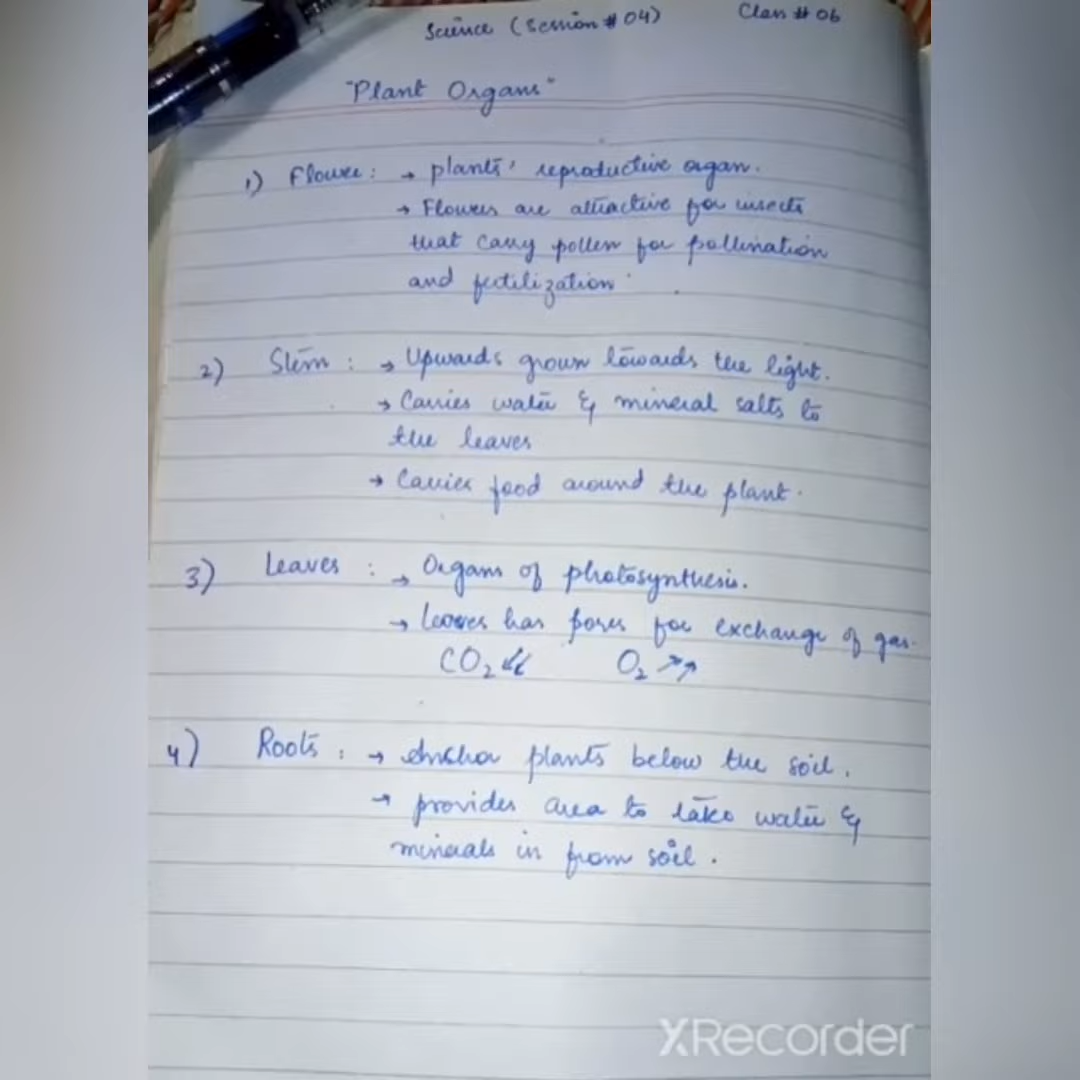 Science (Session # 04) Class # 06
"Plant Organs"
1) Flower : → plants' reproductive organ.
→ Flowers are attractive for insects
that carry pollen for pollination
and fertilization.
2) Stem : → Upwards grown towards the light.
→ Carries water & mineral salts to
the leaves
→ Carries food around the plant.
3) Leaves : → Organs of photosynthesis.
→ Leaves has pores for exchange of gas.
CO₂ ↙↙ O₂ ↗↗
4) Roots : → Anchor plants below the soil.
→ provides area to take water &
minerals in from soil.
XRecorder